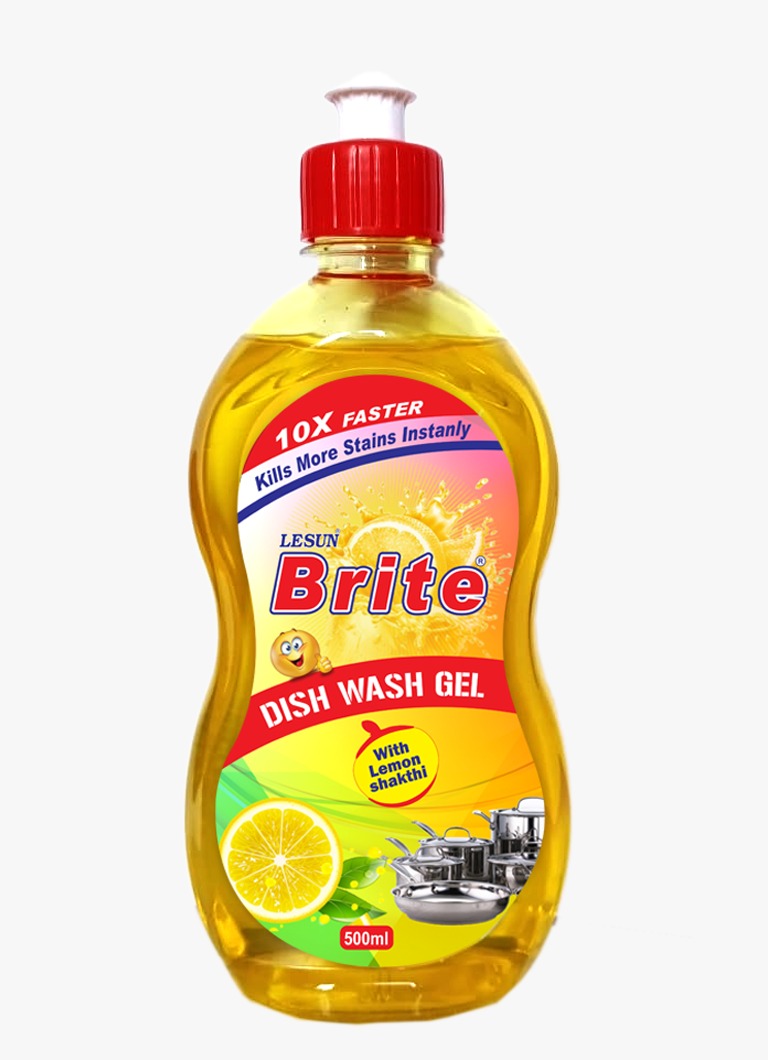 10X FASTER
Kills More Stains Instanly
LESUN
Brite®
DISH WASH GEL
With
Lemon
shakthi
500ml